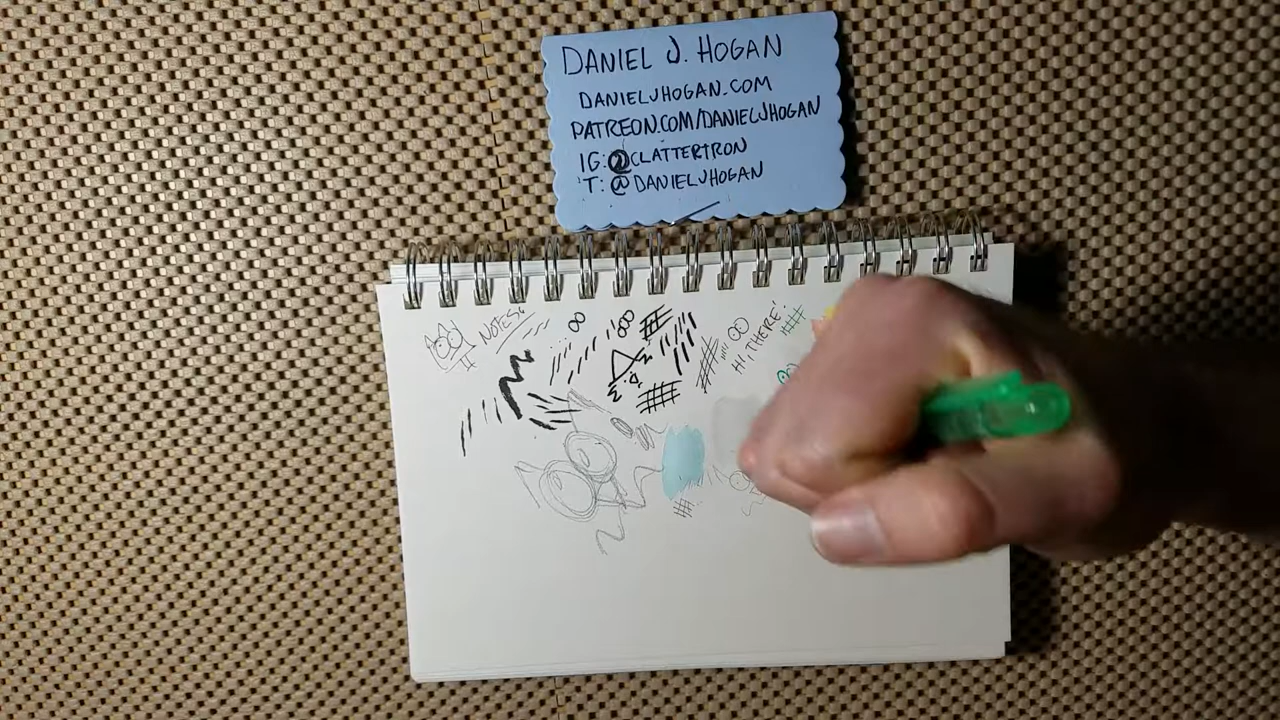 DANIEL J. HOGAN
DANIELJHOGAN.COM
PATREON.COM/DANIELJHOGAN
IG: @CLATTERTRON
T: @DANIELJHOGAN
NOTES:
HI, THERE!